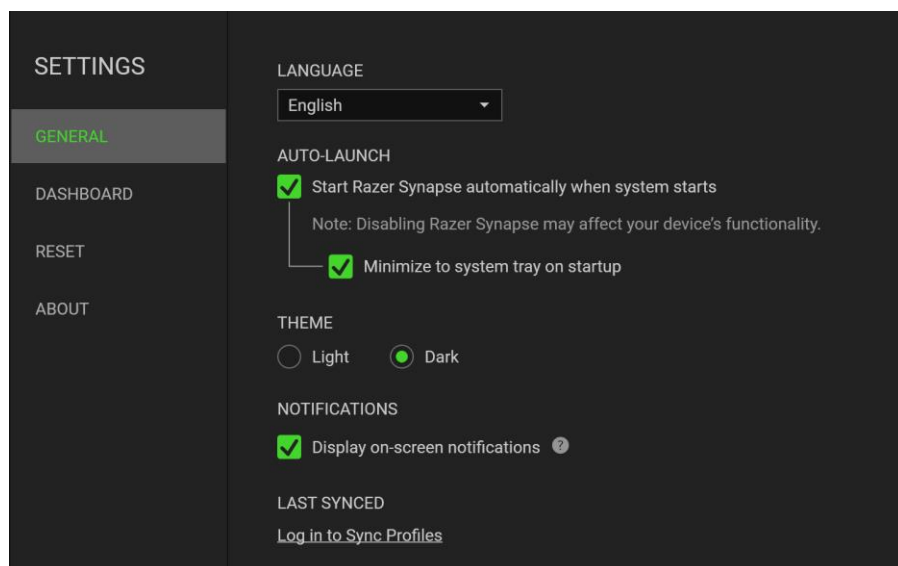 SETTINGS
GENERAL
DASHBOARD
RESET
ABOUT
LANGUAGE
English
AUTO-LAUNCH
Start Razer Synapse automatically when system starts
Note: Disabling Razer Synapse may affect your device’s functionality.
Minimize to system tray on startup
THEME
Light Dark
NOTIFICATIONS
Display on-screen notifications ?
LAST SYNCED
Log in to Sync Profiles